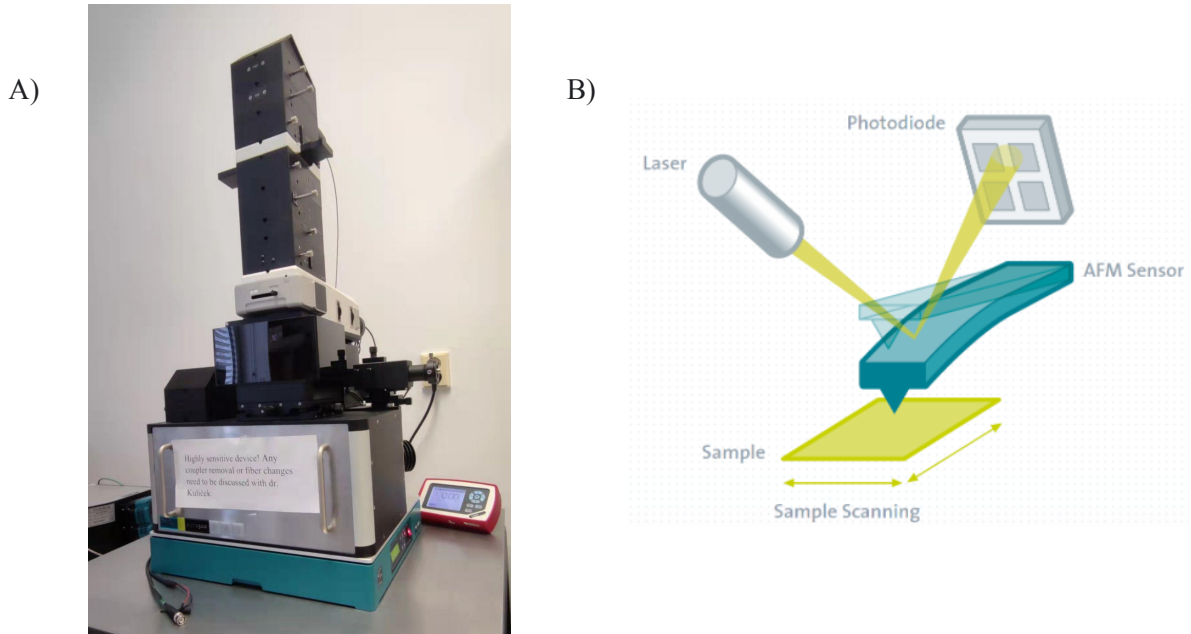 A)
B)
Photodiode
Laser
AFM Sensor
Sample
Sample Scanning
Highly sensitive device! Any
coupler removal or fiber changes
need to be discussed with dr.
Kulíček